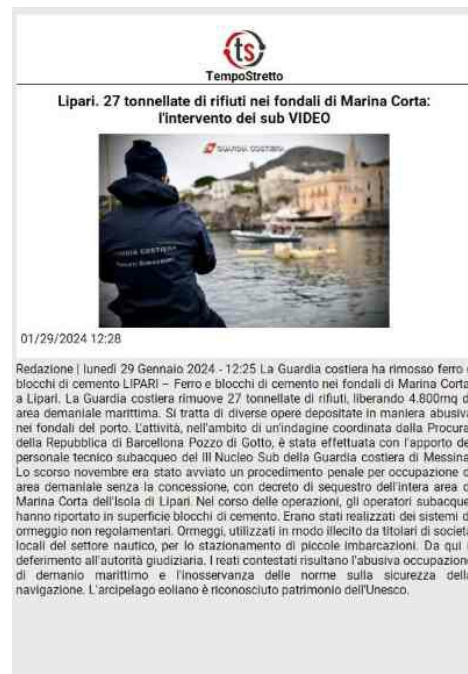 ts
TempoStretto
Lipari. 27 tonnellate di rifiuti nei fondali di Marina Corta:
l'intervento dei sub VIDEO
GUARDIA COSTIERA
GUARDIA COSTIERA
01/29/2024 12:28
Redazione | lunedì 29 Gennaio 2024 - 12:25 La Guardia costiera ha rimosso ferro e
blocchi di cemento LIPARI – Ferro e blocchi di cemento nei fondali di Marina Corta
a Lipari. La Guardia costiera rimuove 27 tonnellate di rifiuti, liberando 4.800mq d
area demaniale marittima. Si tratta di diverse opere depositate in maniera abusiva
nei fondali del porto. L'attività, nell'ambito di un'indagine coordinata dalla Procura
della Repubblica di Barcellona Pozzo di Gotto, è stata effettuata con l'apporto de
personale tecnico subacqueo del III Nucleo Sub della Guardia costiera di Messina
Lo scorso novembre era stato avviato un procedimento penale per occupazione d
area demaniale senza la concessione, con decreto di sequestro dell'intera area d
Marina Corta dell'Isola di Lipari. Nel corso delle operazioni, gli operatori subacque
hanno riportato in superficie blocchi di cemento. Erano stati realizzati dei sistemi d
ormeggio non regolamentari. Ormeggi, utilizzati in modo illecito da titolari di società
locali del settore nautico, per lo stazionamento di piccole imbarcazioni. Da qui i
deferimento all'autorità giudiziaria. I reati contestati risultano l'abusiva occupazione
di demanio marittimo e l'inosservanza delle norme sulla sicurezza della
navigazione. L'arcipelago eoliano è riconosciuto patrimonio dell'Unesco.